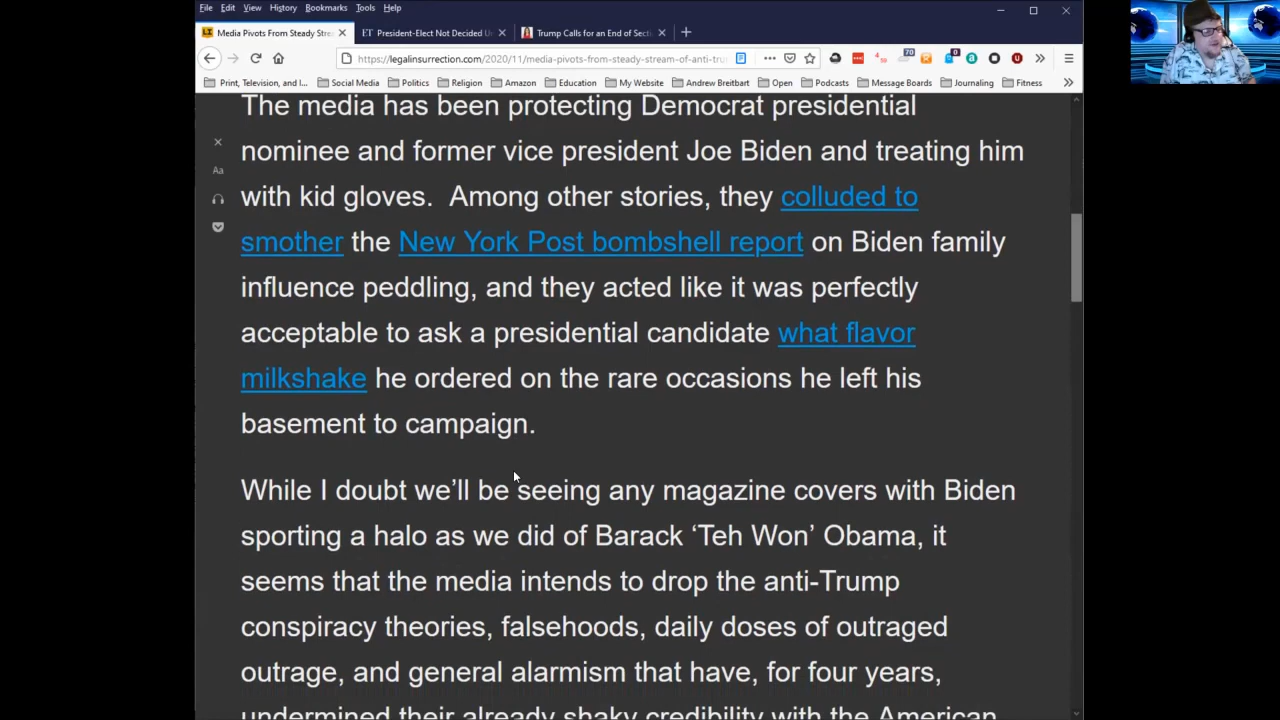 File Edit View History Bookmarks Tools Help
Media Pivots From Steady Stre
ET President-Elect Not Decided U
Trump Calls for an End of Secti
https://legalinsurrection.com/2020/11/media-pivots-from-steady-stream-of-anti-tru
70
0
Print, Television, and I... Social Media Politics Religion Amazon Education My Website Andrew Breitbart Open Podcasts Message Boards Journaling Fitness
The media has been protecting Democrat presidential
nominee and former vice president Joe Biden and treating him
with kid gloves. Among other stories, they colluded to
smother the New York Post bombshell report on Biden family
influence peddling, and they acted like it was perfectly
acceptable to ask a presidential candidate what flavor
milkshake he ordered on the rare occasions he left his
basement to campaign.
While I doubt we’ll be seeing any magazine covers with Biden
sporting a halo as we did of Barack ‘Teh Won’ Obama, it
seems that the media intends to drop the anti-Trump
conspiracy theories, falsehoods, daily doses of outraged
outrage, and general alarmism that have, for four years,
undermined their already shaky credibility with the American
Aa